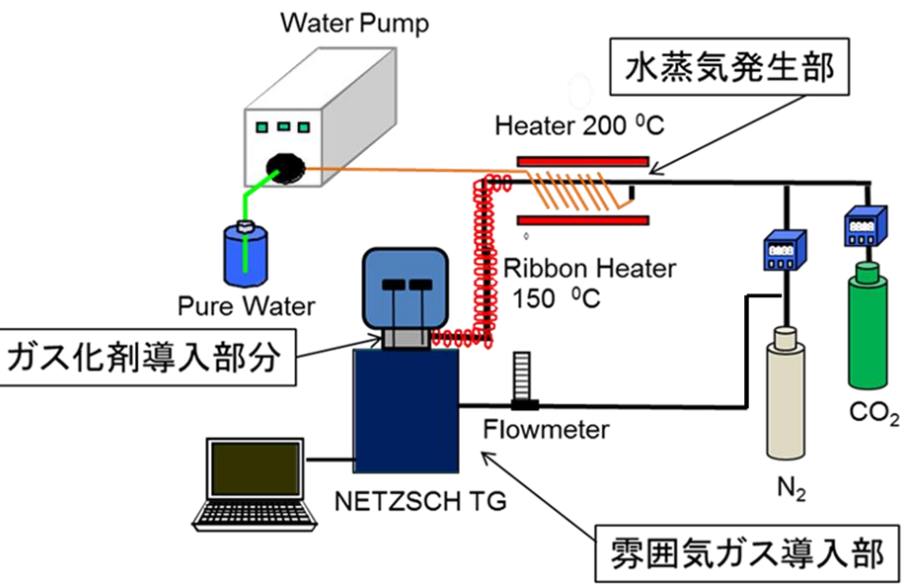 Water Pump
水蒸気発生部
Heater 200 ⁰C
Pure Water
Ribbon Heater
150 ⁰C
ガス化剤導入部分
CO₂
Flowmeter
N₂
NETZSCH TG
雰囲気ガス導入部